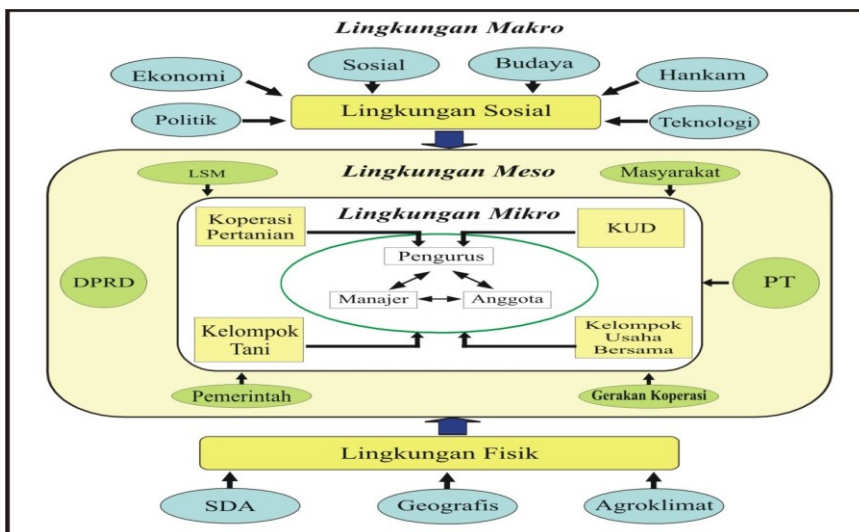 Lingkungan Makro
Ekonomi
Sosial
Budaya
Hankam
Politik
Lingkungan Sosial
Teknologi
Lingkungan Meso
LSM
Masyarakat
Lingkungan Mikro
Koperasi
Pertanian
KUD
Pengurus
DPRD
PT
Manajer
Anggota
Kelompok
Tani
Kelompok
Usaha
Bersama
Pemerintah
Gerakan Koperasi
Lingkungan Fisik
SDA
Geografis
Agroklimat